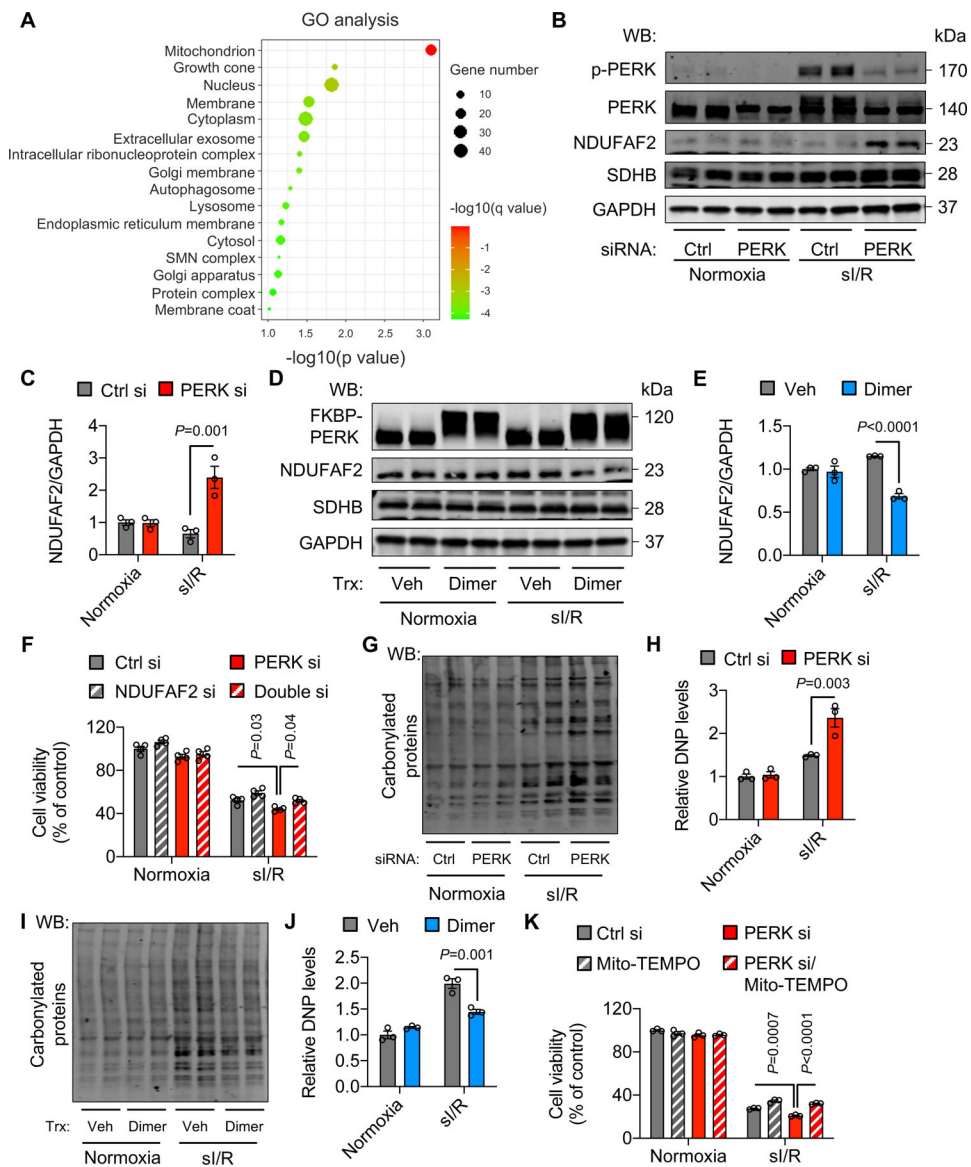 A
GO analysis
Mitochondrion
Growth cone
Nucleus
Membrane
Cytoplasm
Extracellular exosome
Intracellular ribonucleoprotein complex
Golgi membrane
Autophagosome
Lysosome
Endoplasmic reticulum membrane
Cytosol
SMN complex
Golgi apparatus
Protein complex
Membrane coat
1.0 1.5 2.0 2.5 3.0
-log10(p value)
Gene number
10
20
30
40
-log10(q value)
-1
-2
-3
-4
B
WB: kDa
p-PERK 170
PERK 140
NDUFAF2 23
SDHB 28
GAPDH 37
siRNA: Ctrl PERK Ctrl PERK
Normoxia sI/R
C
Ctrl si PERK si
NDUFAF2/GAPDH
4
3
2
1
0
P=0.001
Normoxia sI/R
D
WB: kDa
FKBP-
PERK 120
NDUFAF2 23
SDHB 28
GAPDH 37
Trx: Veh Dimer Veh Dimer
Normoxia sI/R
E
Veh Dimer
NDUFAF2/GAPDH
1.5
1.0
0.5
0.0
P<0.0001
Normoxia sI/R
F
Ctrl si PERK si
NDUFAF2 si Double si
Cell viability
(% of control)
120
80
40
0
P=0.03
P=0.04
Normoxia sI/R
G
WB:
Carbonylated
proteins
siRNA: Ctrl PERK Ctrl PERK
Normoxia sI/R
H
Ctrl si PERK si
Relative DNP levels
3
2
1
0
P=0.003
Normoxia sI/R
I
WB:
Carbonylated
proteins
Trx: Veh Dimer Veh Dimer
Normoxia sI/R
J
Veh Dimer
Relative DNP levels
2.5
2.0
1.5
1.0
0.5
0.0
P=0.001
Normoxia sI/R
K
Ctrl si PERK si
Mito-TEMPO PERK si/
Mito-TEMPO
Cell viability
(% of control)
120
80
40
0
P=0.0007
P<0.0001
Normoxia sI/R